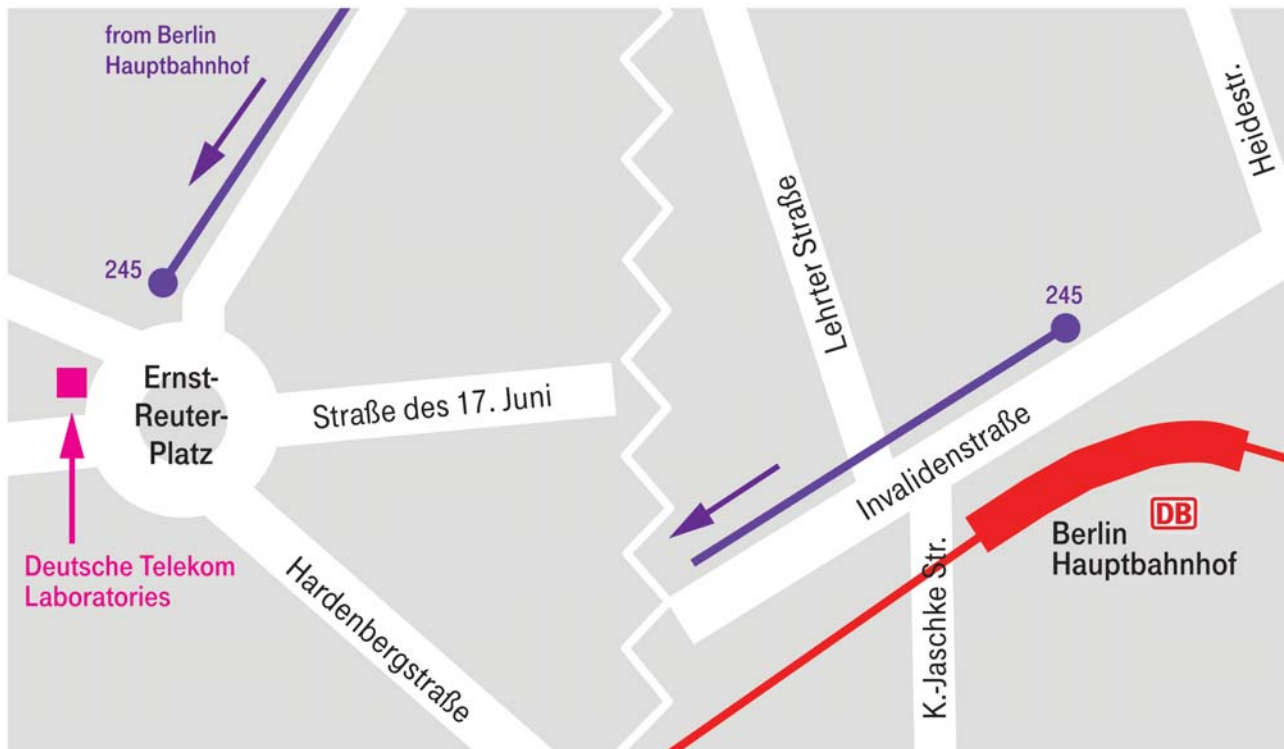 from Berlin
Hauptbahnhof
245
Ernst-
Reuter-
Platz
Straße des 17. Juni
Deutsche Telekom
Laboratories
Hardenbergstraße
Lehrter Straße
Heidestr.
245
Invalidenstraße
K.-Jaschke Str.
DB
Berlin
Hauptbahnhof